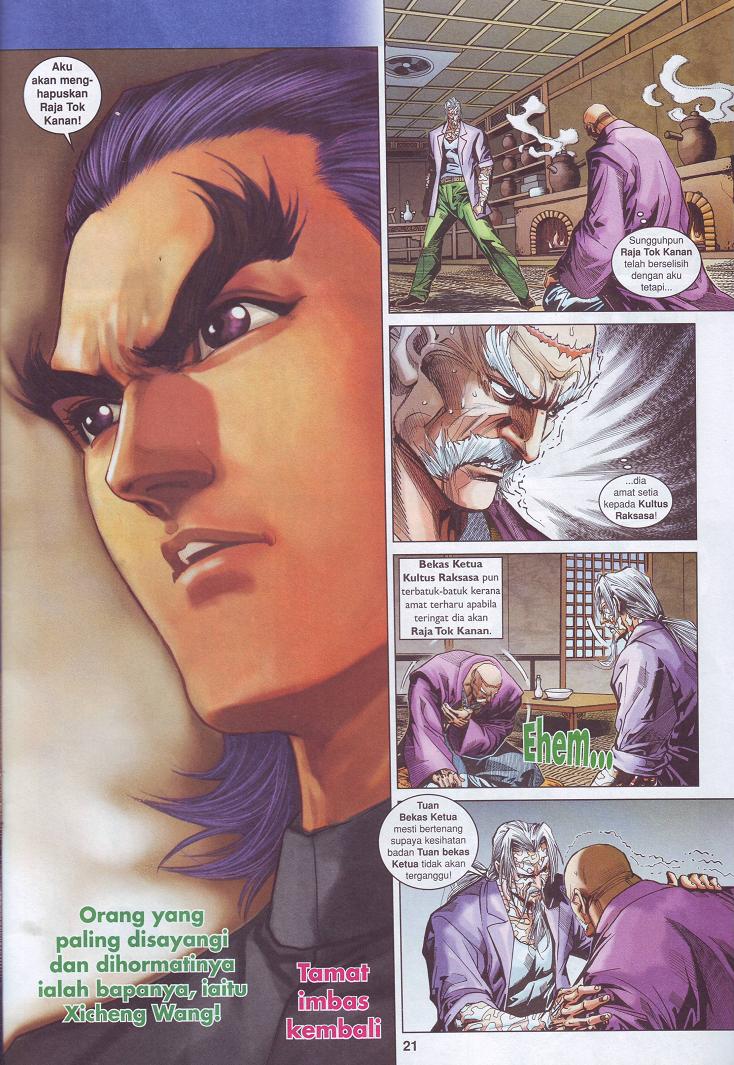 Aku
akan meng-
hapuskan
Raja Tok
Kanan!
Orang yang
paling disayangi
dan dihormatinya
ialah bapanya, iaitu
Xicheng Wang!
Tamat
imbas
kembali
Sungguhpun
Raja Tok Kanan
telah berselisih
dengan aku
tetapi...
...dia
amat setia
kepada Kultus
Raksasa!
Bekas Ketua
Kultus Raksasa pun
terbatuk-batuk kerana
amat terharu apabila
teringat dia akan
Raja Tok Kanan.
Ehem...
Tuan
Bekas Ketua
mesti bertenang
supaya kesihatan
badan Tuan bekas
Ketua tidak akan
terganggu!
21